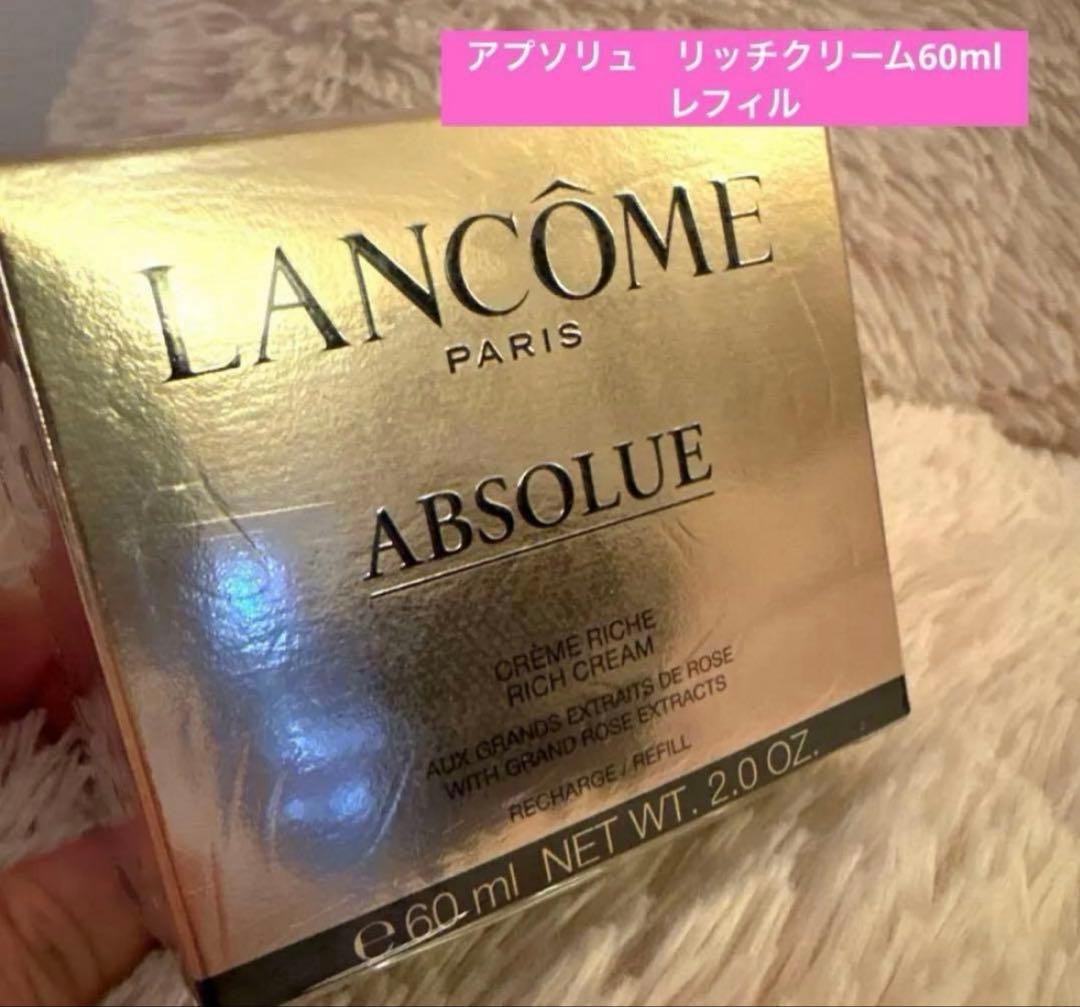 アプソリュ　リッチクリーム60ml
レフィル
LANCÔME
PARIS
ABSOLUE
CRÈME RICHE
RICH CREAM
AUX GRANDS EXTRAITS DE ROSE
WITH GRAND ROSE EXTRACTS
RECHARGE / REFILL
℮ 60 ml NET WT. 2.0 OZ.